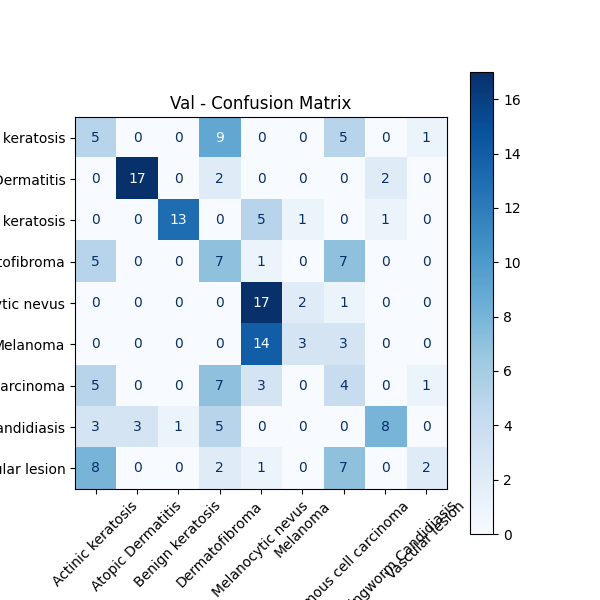 Val - Confusion Matrix
keratosis 5 0 0 9 0 0 5 0 1
Dermatitis 0 17 0 2 0 0 0 2 0
keratosis 0 0 13 0 5 1 0 1 0
tofibroma 5 0 0 7 1 0 7 0 0
ytic nevus 0 0 0 0 17 2 1 0 0
Melanoma 0 0 0 0 14 3 3 0 0
arcinoma 5 0 0 7 3 0 4 0 1
andidiasis 3 3 1 5 0 0 0 8 0
ular lesion 8 0 0 2 1 0 7 0 2
Actinic keratosis
Atopic Dermatitis
Benign keratosis
Dermatofibroma
Melanocytic nevus
Melanoma
mous cell carcinoma
ingworm Candidiasis
Vascular lesion
16
14
12
10
8
6
4
2
0